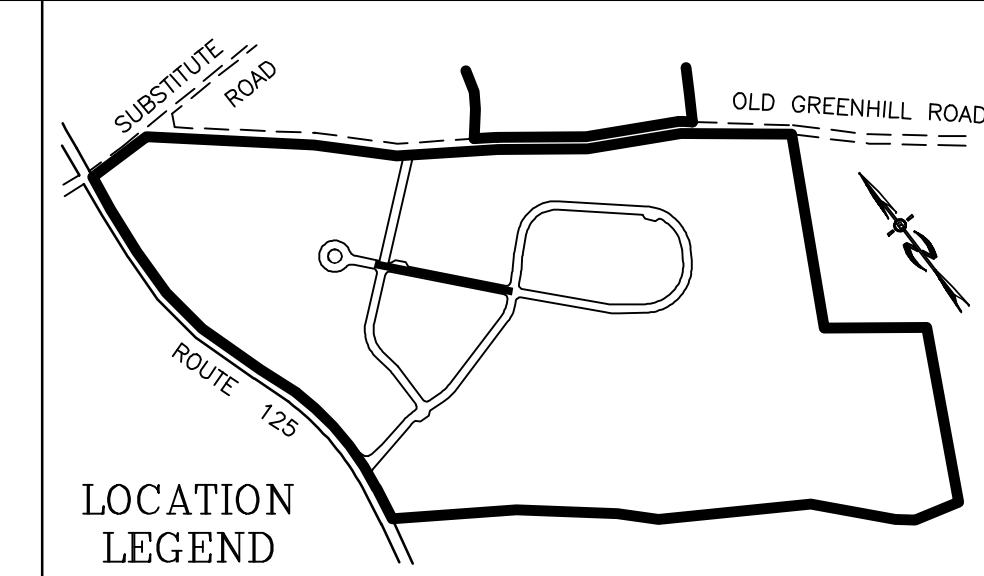 SUBSTITUTE
ROAD
OLD GREENHILL ROAD
N
ROUTE 125
LOCATION
LEGEND